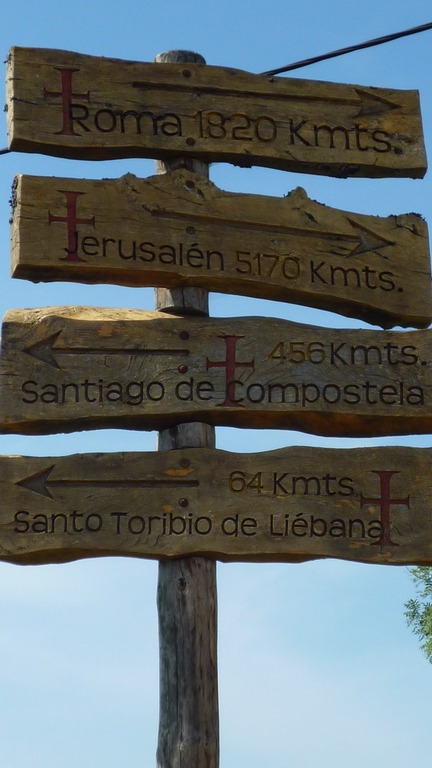 Roma 1820 Kmts.
Jerusalén 5170 Kmts.
456 Kmts.
Santiago de Compostela
64 Kmts.
Santo Toribio de Liébana